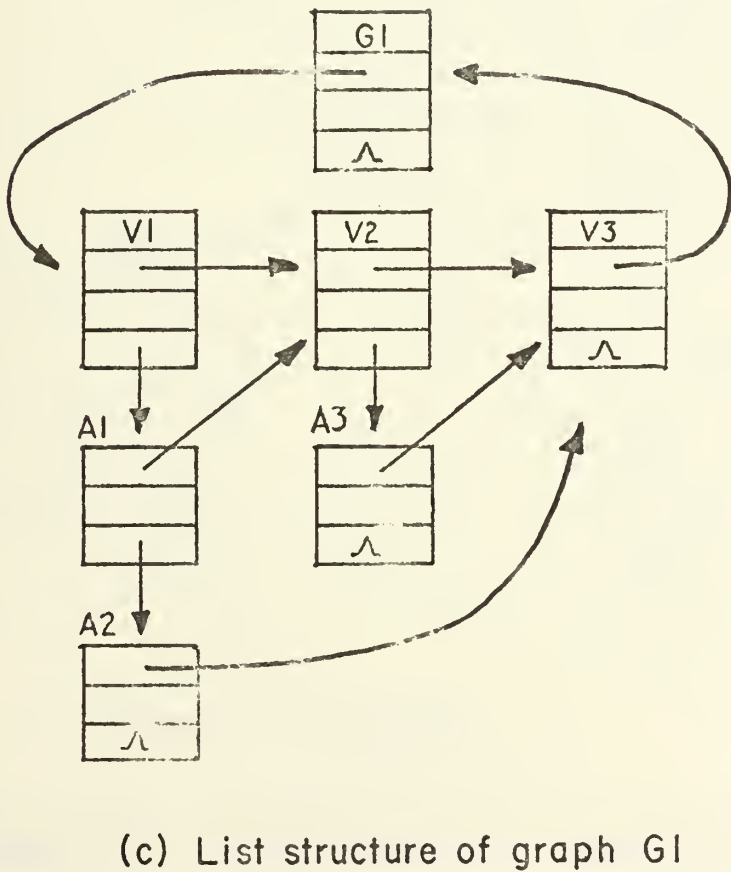 G1
Λ
V1
V2
V3
Λ
A1
A3
Λ
A2
Λ
(c) List structure of graph G1